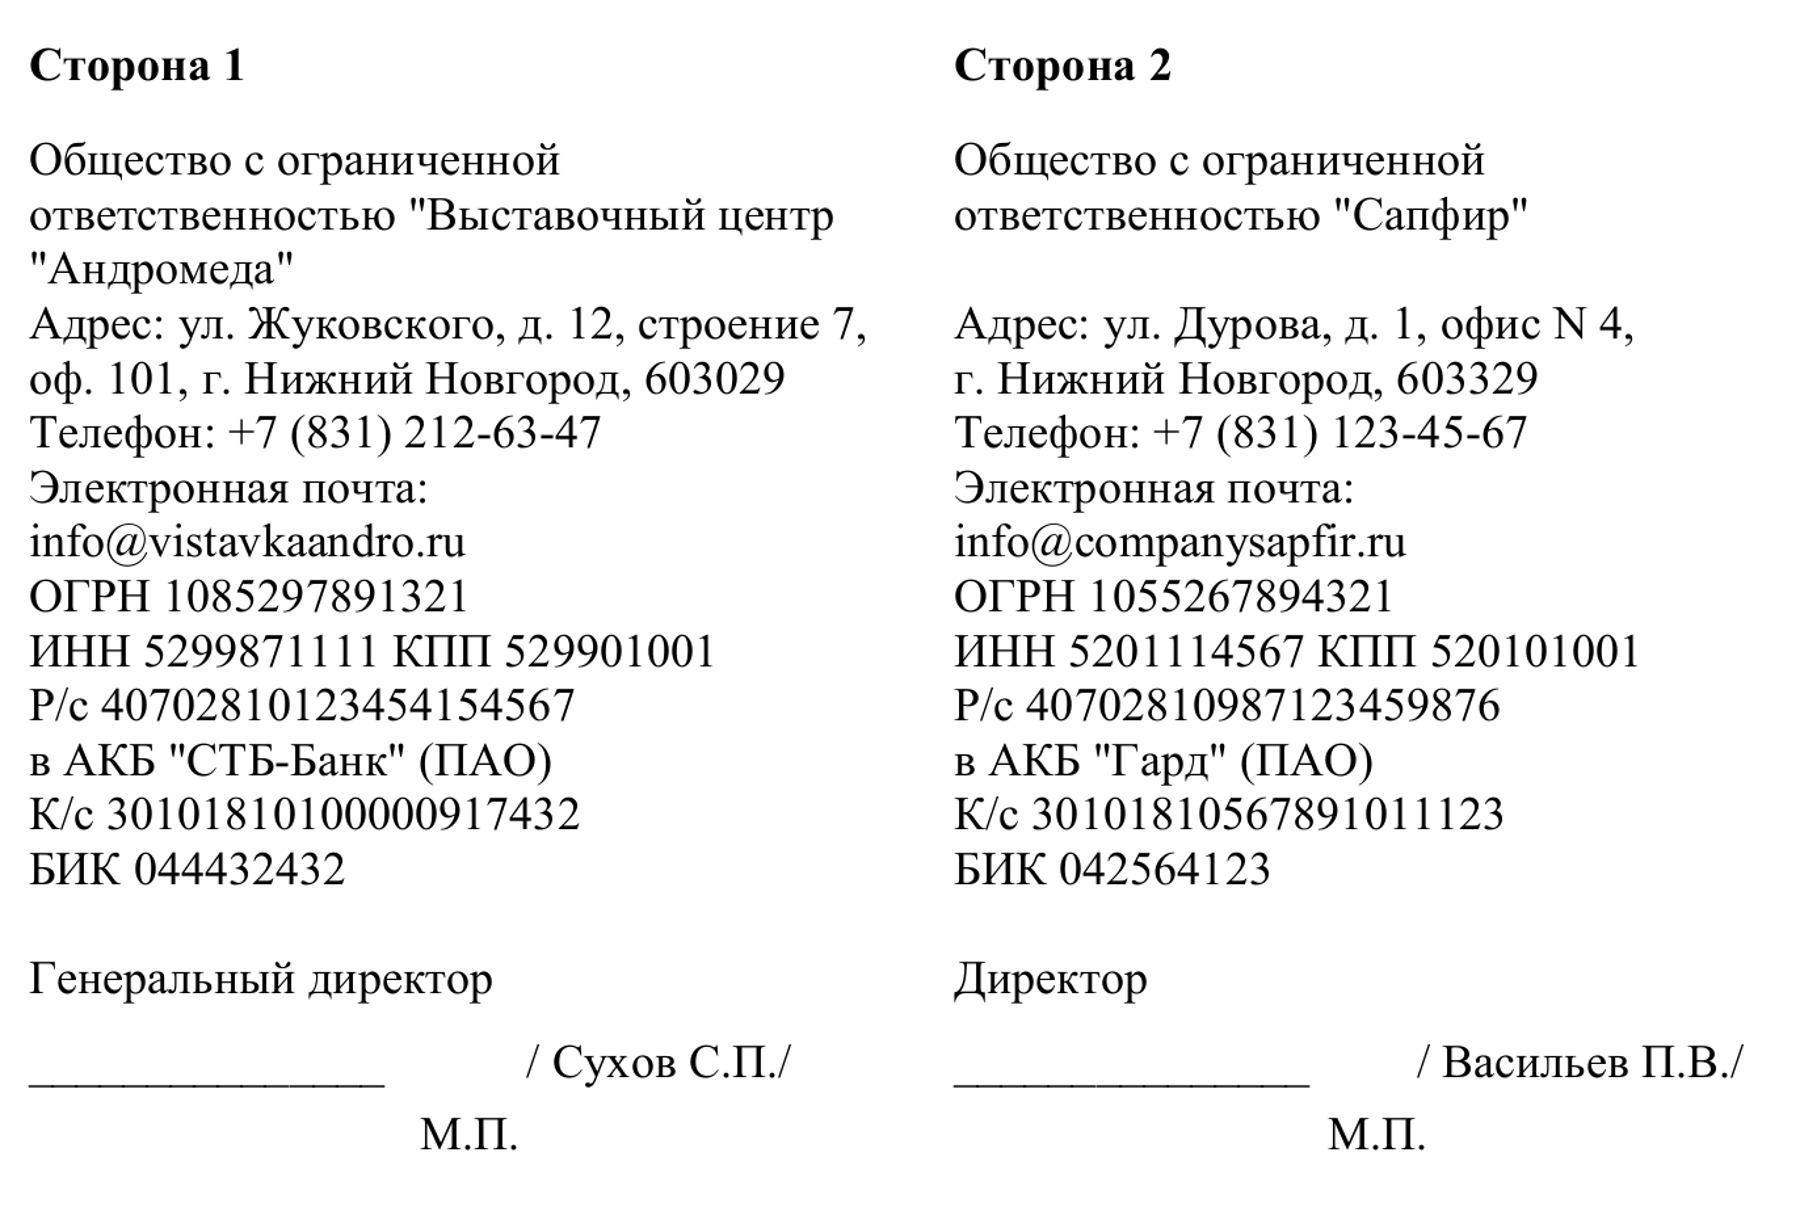 Сторона 1
Общество с ограниченной
ответственностью "Выставочный центр
"Андромеда"
Адрес: ул. Жуковского, д. 12, строение 7,
оф. 101, г. Нижний Новгород, 603029
Телефон: +7 (831) 212-63-47
Электронная почта:
info@vistavkaandro.ru
ОГРН 1085297891321
ИНН 5299871111 КПП 529901001
Р/с 40702810123454154567
в АКБ "СТБ-Банк" (ПАО)
К/с 30101810100000917432
БИК 044432432
Генеральный директор
_______________ / Сухов С.П./
М.П.
Сторона 2
Общество с ограниченной
ответственностью "Сапфир"
Адрес: ул. Дурова, д. 1, офис N 4,
г. Нижний Новгород, 603329
Телефон: +7 (831) 123-45-67
Электронная почта:
info@companysapfir.ru
ОГРН 1055267894321
ИНН 5201114567 КПП 520101001
Р/с 40702810987123459876
в АКБ "Гард" (ПАО)
К/с 30101810567891011123
БИК 042564123
Директор
_______________ / Васильев П.В./
М.П.